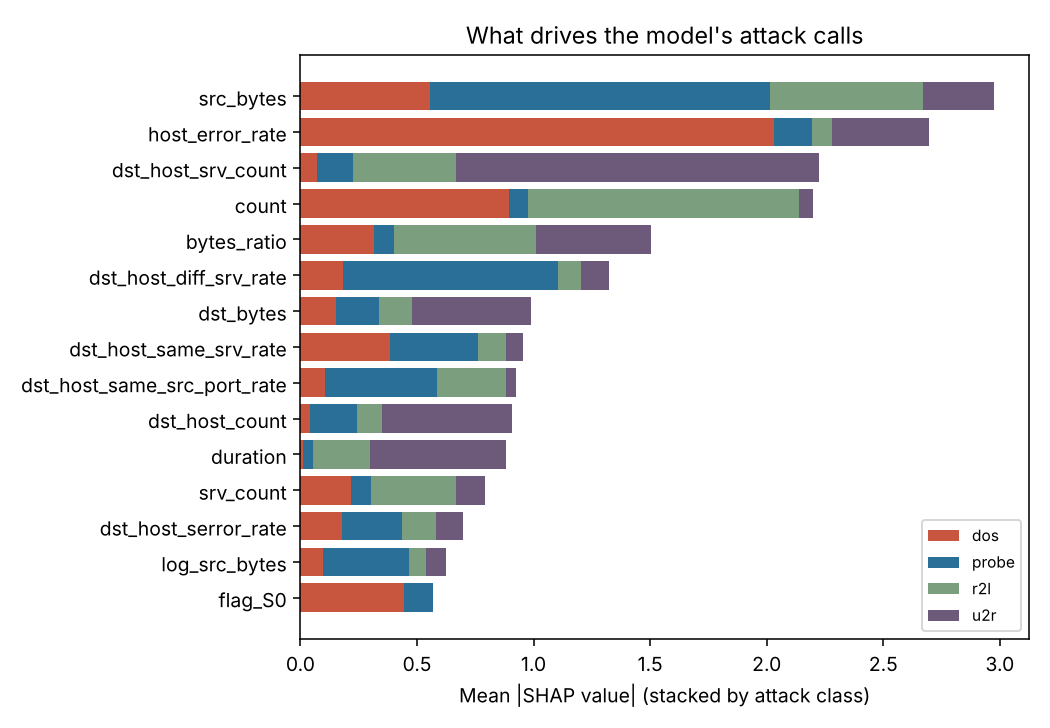 What drives the model's attack calls
src_bytes
host_error_rate
dst_host_srv_count
count
bytes_ratio
dst_host_diff_srv_rate
dst_bytes
dst_host_same_srv_rate
dst_host_same_src_port_rate
dst_host_count
duration
srv_count
dst_host_serror_rate
log_src_bytes
flag_S0
dos
probe
r2l
u2r
0.0 0.5 1.0 1.5 2.0 2.5 3.0
Mean |SHAP value| (stacked by attack class)